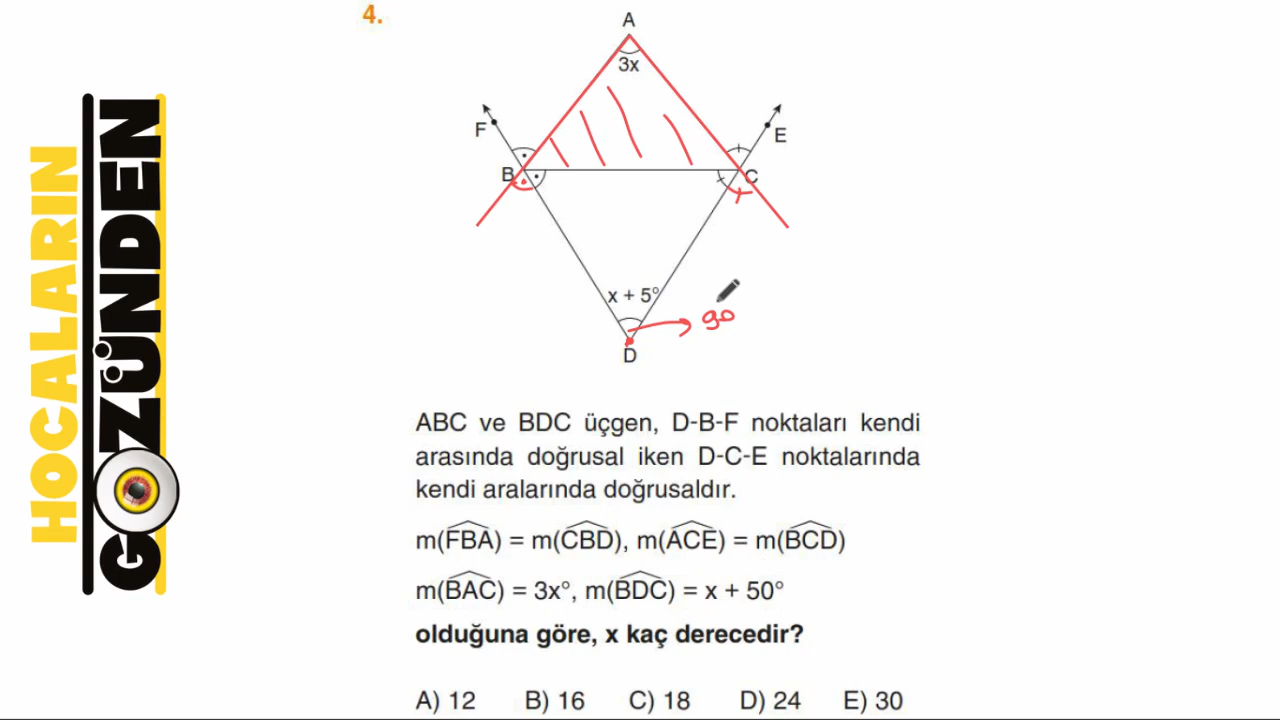 HOCALARIN
GÖZÜNDEN
4.
A
3x
F
E
B
C
x + 5°
90
D
ABC ve BDC üçgen, D-B-F noktaları kendi
arasında doğrusal iken D-C-E noktalarında
kendi aralarında doğrusaldır.
m(FBA) = m(CBD), m(ACE) = m(BCD)
m(BAC) = 3x°, m(BDC) = x + 50°
olduğuna göre, x kaç derecedir?
A) 12 B) 16 C) 18 D) 24 E) 30